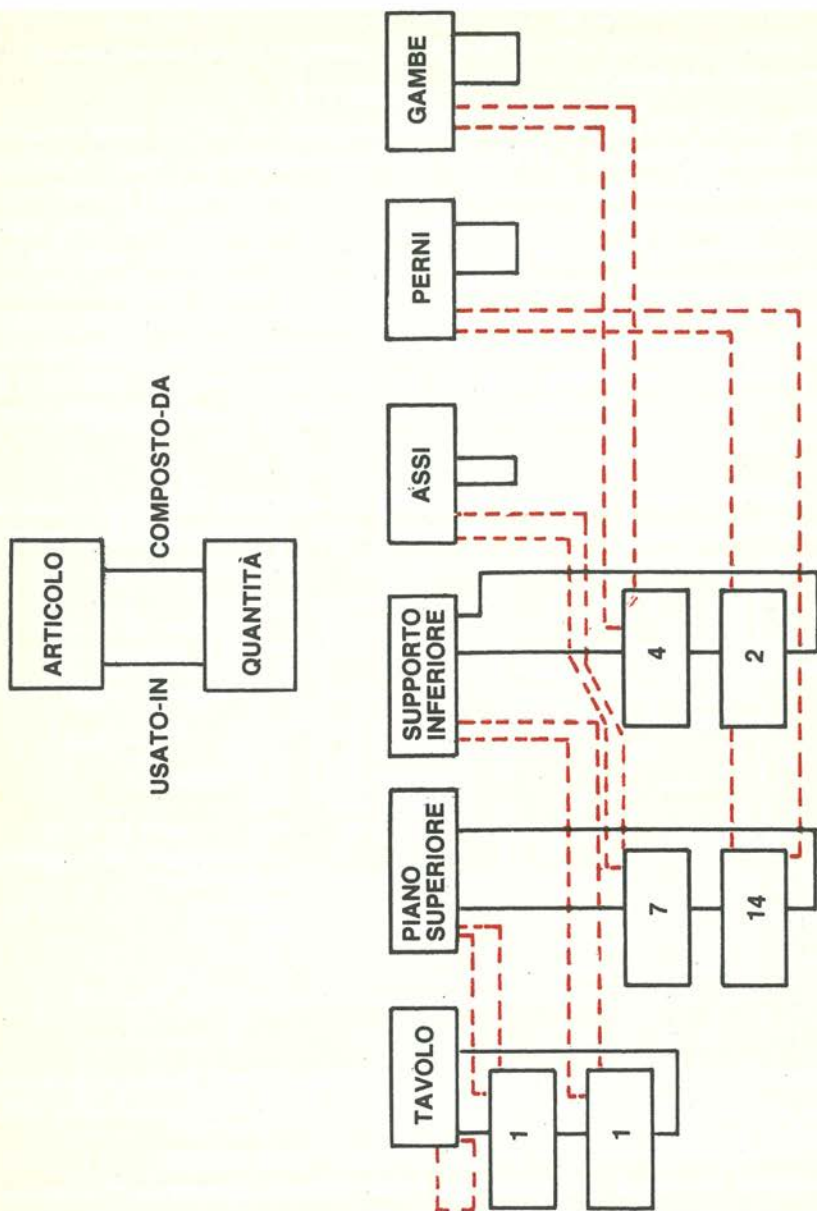 ARTICOLO
USATO-IN
COMPOSTO-DA
QUANTITÀ
TAVOLO
PIANO
SUPERIORE
SUPPORTO
INFERIORE
ASSI
PERNI
GAMBE
1
1
7
14
4
2